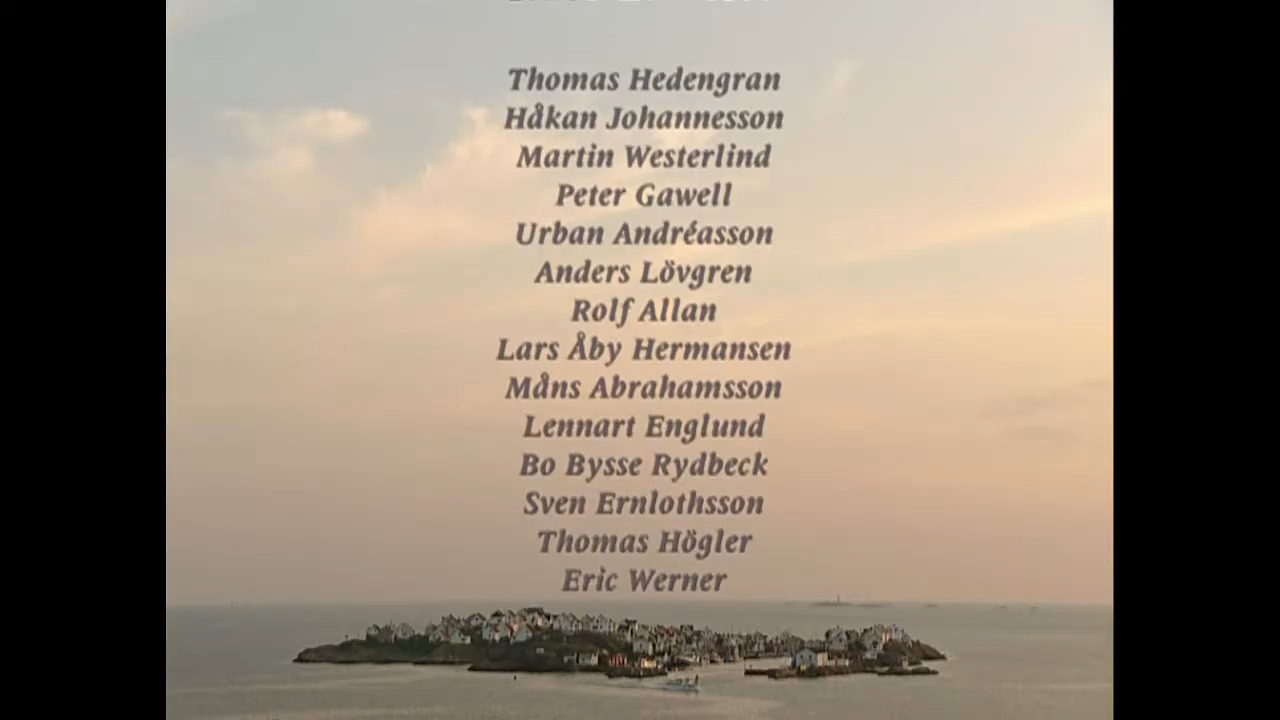 Thomas Hedengran
Håkan Johannesson
Martin Westerlind
Peter Gawell
Urban Andréasson
Anders Lövgren
Rolf Allan
Lars Åby Hermansen
Måns Abrahamsson
Lennart Englund
Bo Bysse Rydbeck
Sven Ernlothsson
Thomas Högler
Eric Werner